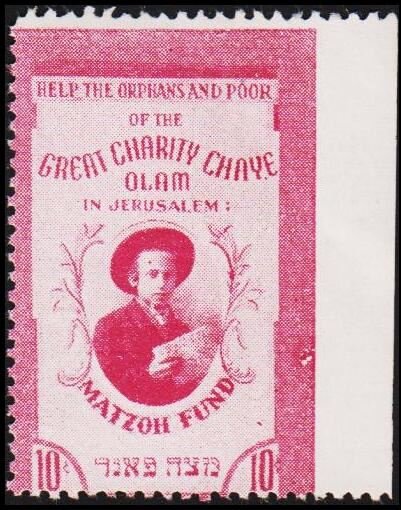 HELP THE ORPHANS AND POOR
OF THE
GREAT CHARITY CHAYE
OLAM
IN JERUSALEM:
MATZOH FUND
10¢ מצה פאנד 10¢